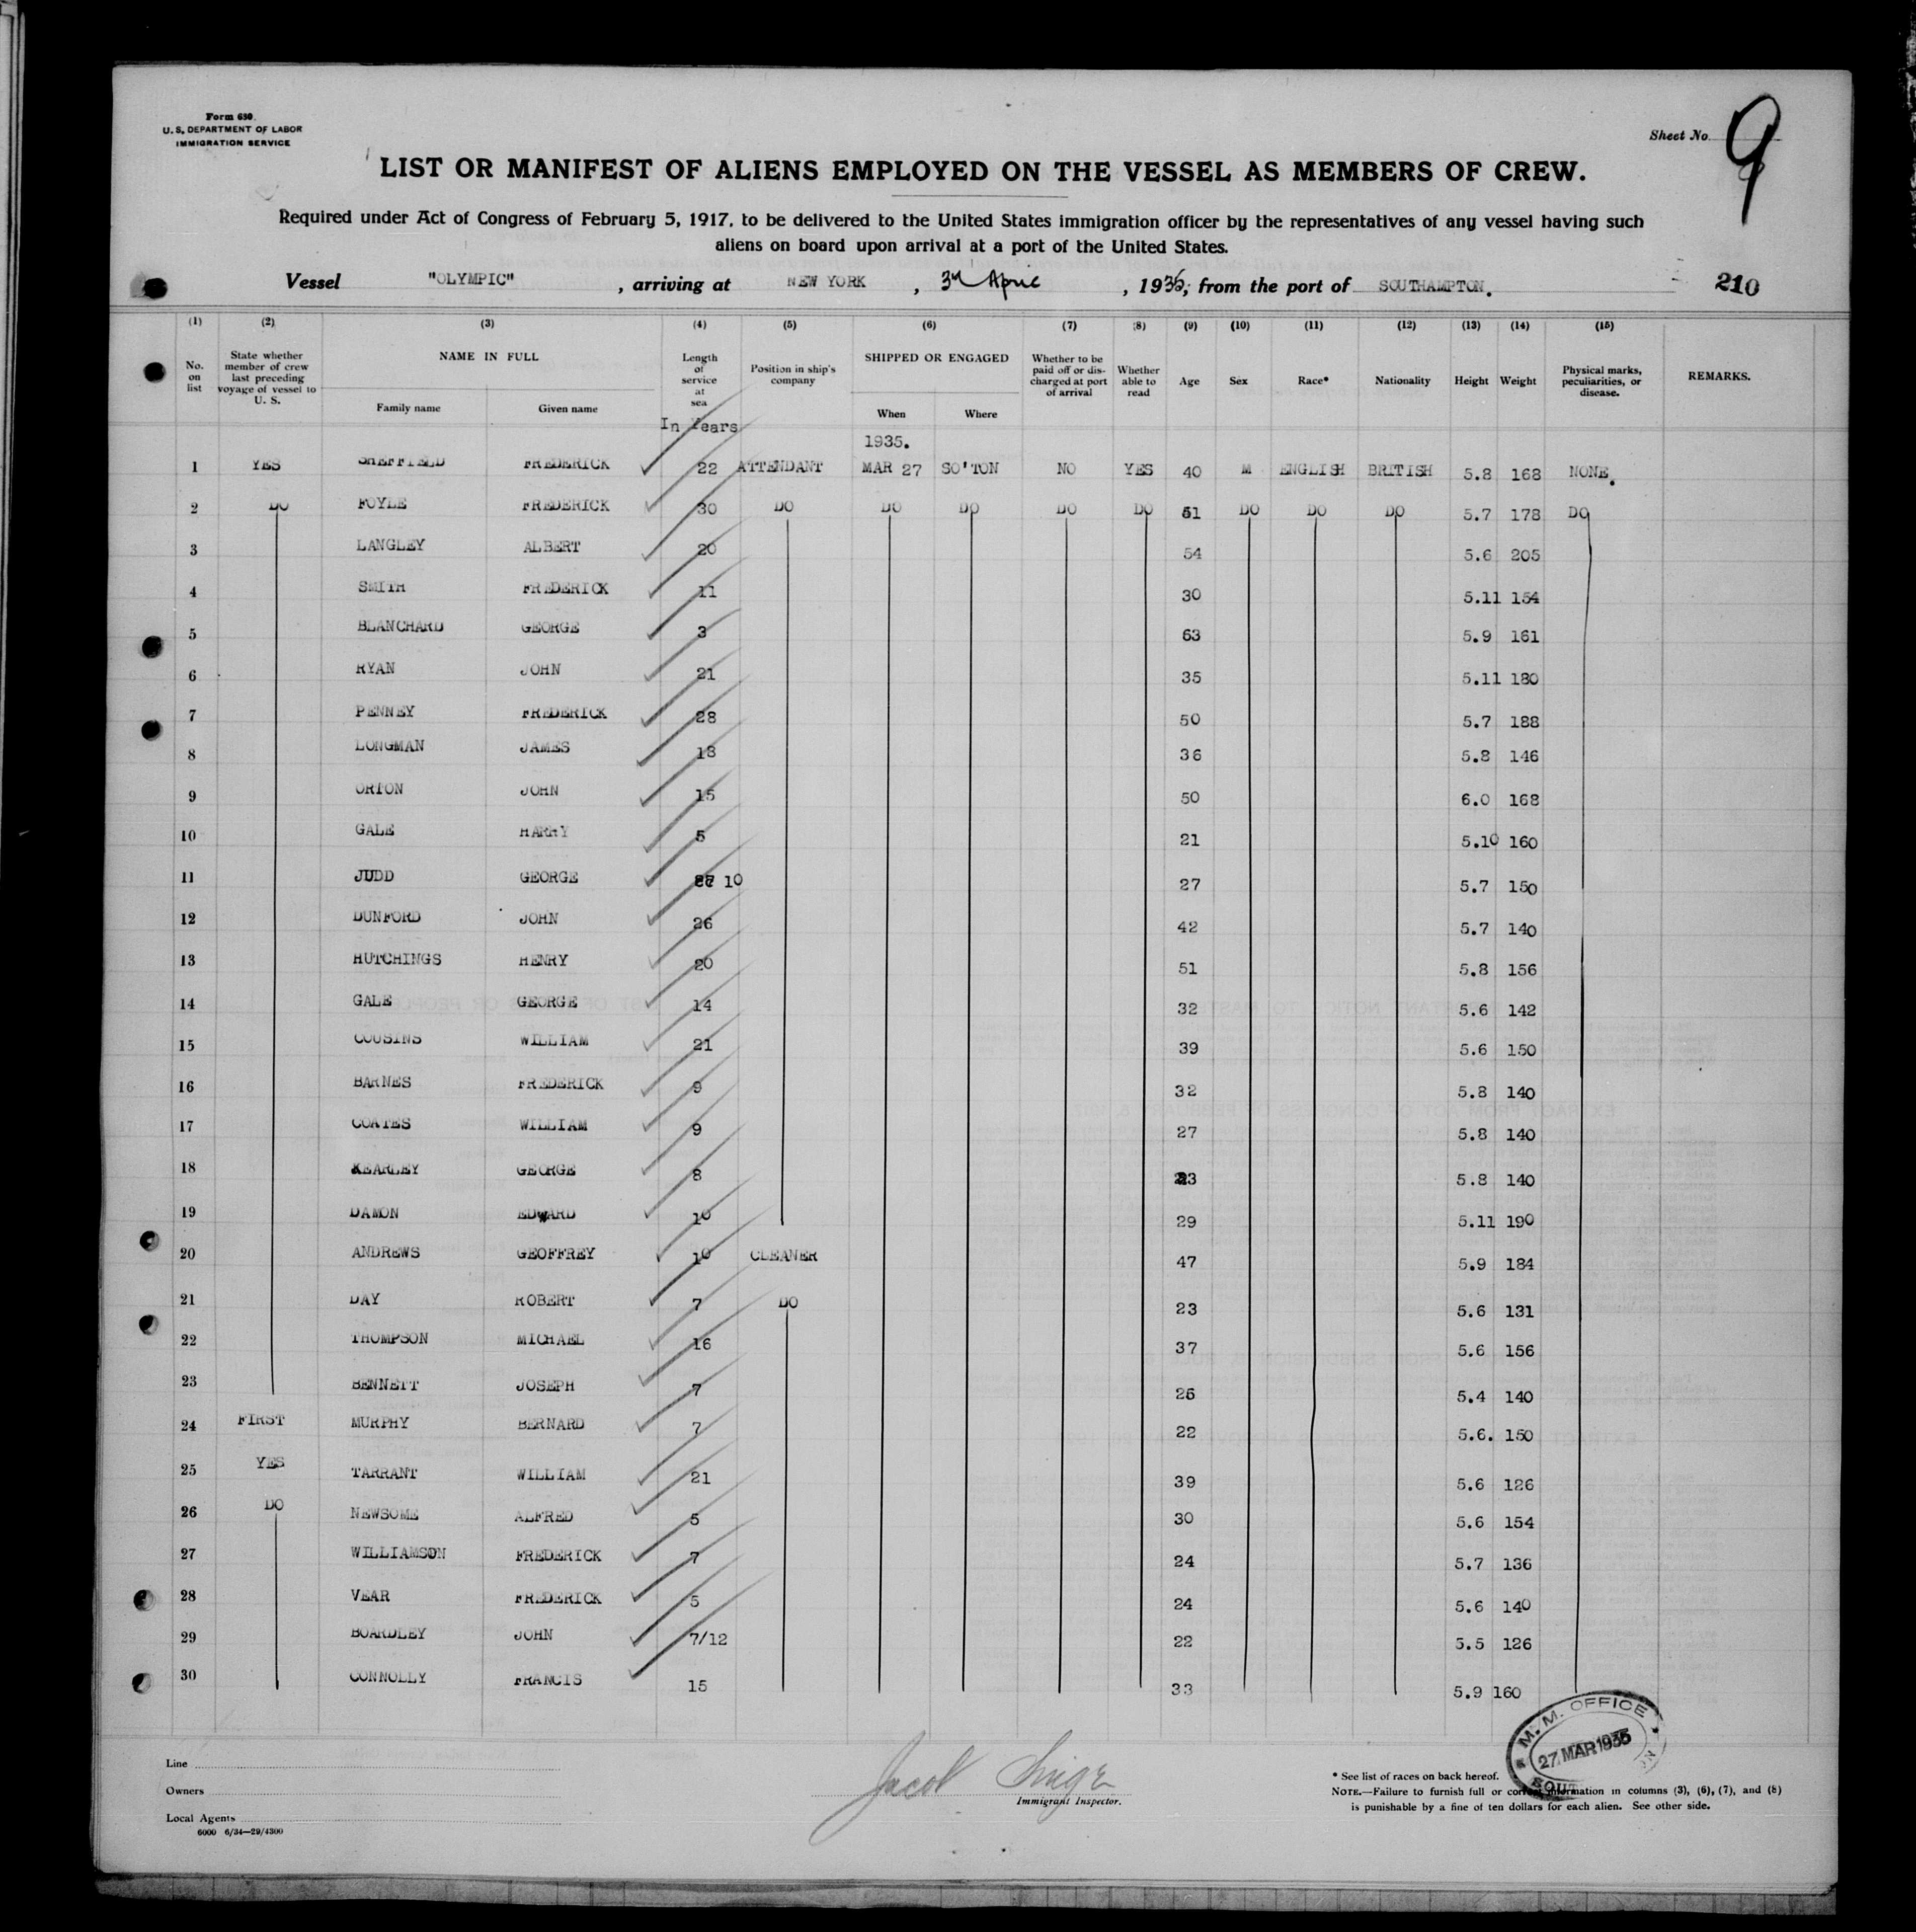 Form 680.
U. S. DEPARTMENT OF LABOR
IMMIGRATION SERVICE
Sheet No. 9
LIST OR MANIFEST OF ALIENS EMPLOYED ON THE VESSEL AS MEMBERS OF CREW.
Required under Act of Congress of February 5, 1917, to be delivered to the United States immigration officer by the representatives of any vessel having such
aliens on board upon arrival at a port of the United States.
Vessel "OLYMPIC", arriving at NEW YORK, 3rd April, 1935, from the port of SOUTHAMPTON. 210
(1) (2) (3) (4) (5) (6) (7) (8) (9) (10) (11) (12) (13) (14) (15)
No. on list State whether member of crew last preceding voyage of vessel to U. S. NAME IN FULL Family name Given name Length of service at sea Position in ship's company SHIPPED OR ENGAGED When Where Whether to be paid off or discharged at port of arrival Whether able to read Age Sex Race* Nationality Height Weight Physical marks, peculiarities, or disease. REMARKS.
In Years 1935.
1 YES SHEFFIELD FREDERICK 22 ATTENDANT MAR 27 SO'TON NO YES 40 M ENGLISH BRITISH 5.8 168 NONE.
2 DO FOYLE FREDERICK 30 DO DO DO DO DO 51 DO DO DO 5.7 178 DO
3 LANGLEY ALBERT 20 54 5.6 205
4 SMITH FREDERICK 11 30 5.11 154
5 BLANCHARD GEORGE 3 63 5.9 161
6 RYAN JOHN 21 35 5.11 180
7 PENNEY FREDERICK 28 50 5.7 188
8 LONGMAN JAMES 18 36 5.8 146
9 ORION JOHN 15 50 6.0 168
10 GALE HARRY 5 21 5.10 160
11 JUDD GEORGE 10 27 5.7 150
12 DUNFORD JOHN 26 42 5.7 140
13 HUTCHINGS HENRY 20 51 5.8 156
14 GALE GEORGE 14 32 5.6 142
15 COUSINS WILLIAM 21 39 5.6 150
16 BARNES FREDERICK 9 32 5.8 140
17 COATES WILLIAM 9 27 5.8 140
18 KEARLEY GEORGE 8 23 5.8 140
19 DAMON EDWARD 10 29 5.11 190
20 ANDREWS GEOFFREY 10 CLEANER 47 5.9 184
21 DAY ROBERT 7 DO 23 5.6 131
22 THOMPSON MICHAEL 16 37 5.6 156
23 BENNETT JOSEPH 7 26 5.4 140
24 FIRST MURPHY BERNARD 7 22 5.6. 150
25 YES TARRANT WILLIAM 21 39 5.6 126
26 DO NEWSOME ALFRED 5 30 5.6 154
27 WILLIAMSON FREDERICK 7 24 5.7 136
28 VEAR FREDERICK 5 24 5.6 140
29 BOARDLEY JOHN 7/12 22 5.5 126
30 CONNOLLY FRANCIS 15 33 5.9 160
M. M. OFFICE
27 MAR 1935
Line
Owners
Local Agents
6000 6/34—29/4300
Jacob
Immigrant Inspector.
* See list of races on back hereof.
NOTE.—Failure to furnish full or correct information in columns (3), (6), (7), and (8)
is punishable by a fine of ten dollars for each alien. See other side.